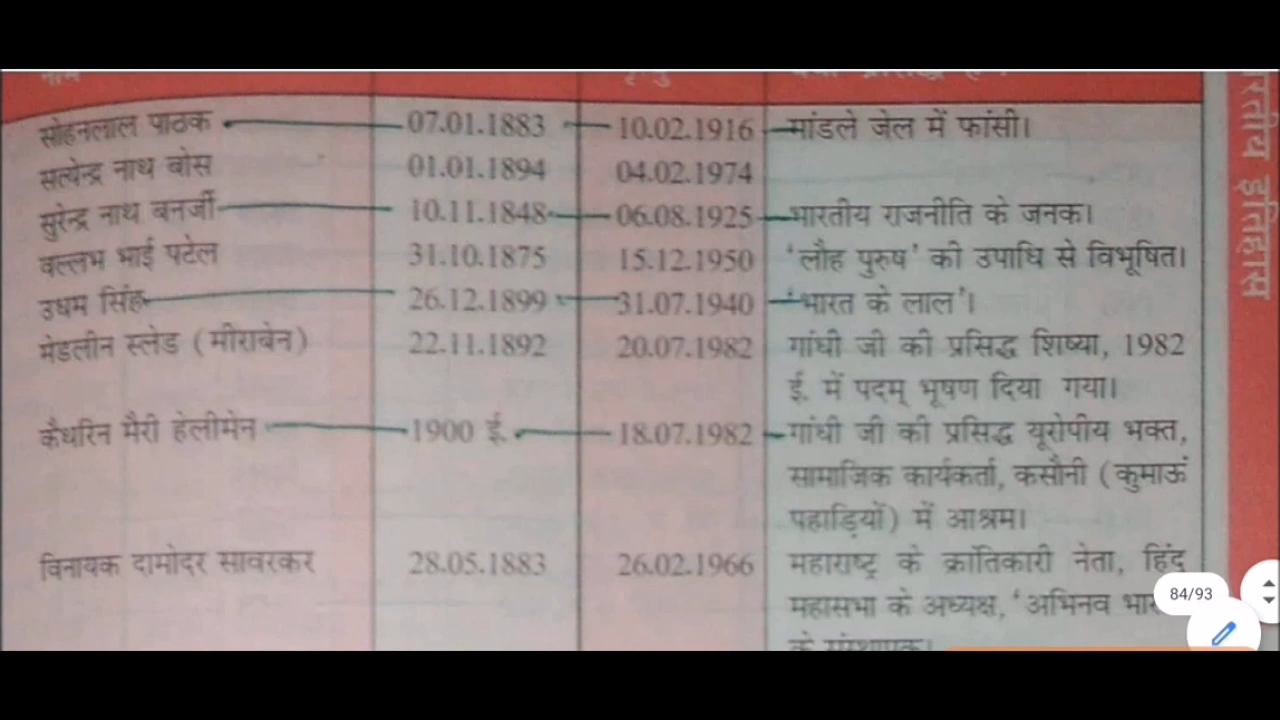 सोहनलाल पाठक 07.01.1883 10.02.1916 मांडले जेल में फांसी।
सत्येन्द्र नाथ बोस 01.01.1894 04.02.1974
सुरेन्द्र नाथ बनर्जी 10.11.1848 06.08.1925 भारतीय राजनीति के जनक।
वल्लभ भाई पटेल 31.10.1875 15.12.1950 'लौह पुरुष' की उपाधि से विभूषित।
उधम सिंह 26.12.1899 31.07.1940 'भारत के लाल'।
मेडलीन स्लेड (मीराबेन) 22.11.1892 20.07.1982 गांधी जी की प्रसिद्ध शिष्या, 1982
ई. में पदम् भूषण दिया गया।
कैथरिन मैरी हेलीमेन 1900 ई. 18.07.1982 गांधी जी की प्रसिद्ध यूरोपीय भक्त,
सामाजिक कार्यकर्ता, कसौनी (कुमाऊं
पहाड़ियों) में आश्रम।
विनायक दामोदर सावरकर 28.05.1883 26.02.1966 महाराष्ट्र के क्रांतिकारी नेता, हिंदू
महासभा के अध्यक्ष, 'अभिनव
के संस्थापक।
इतिहास
84/93